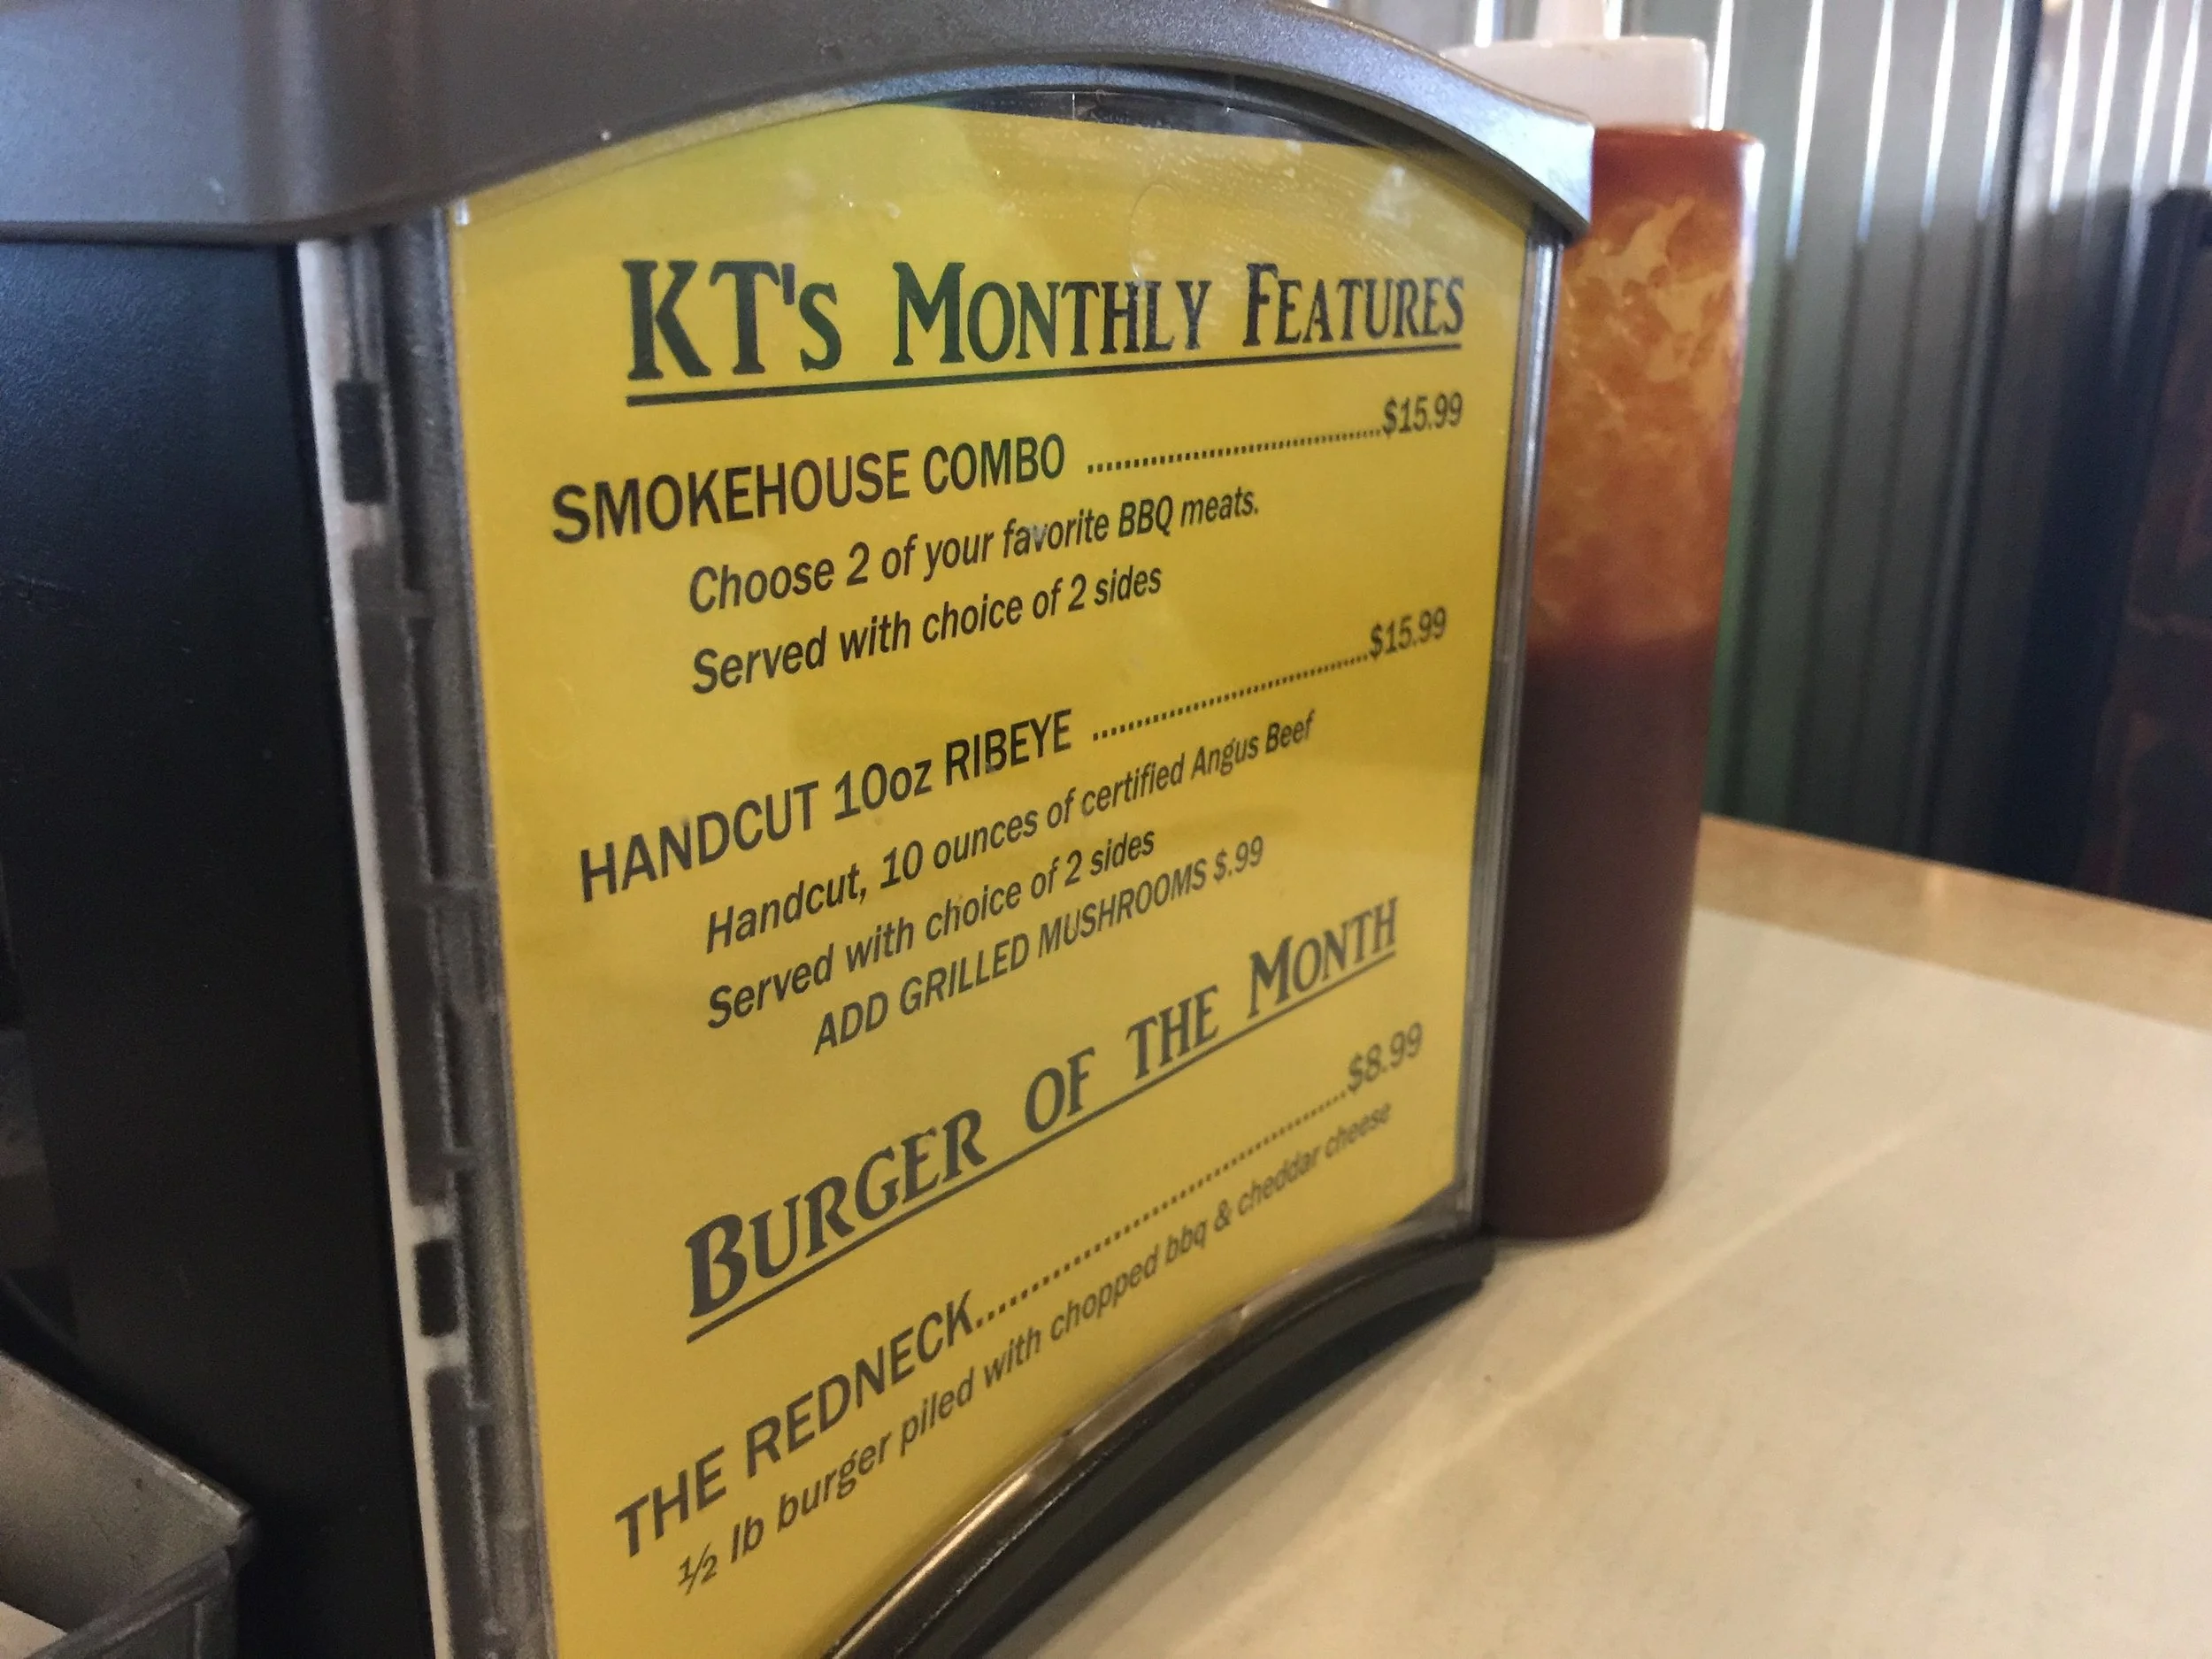 KT's Monthly Features
SMOKEHOUSE COMBO ................................$15.99
Choose 2 of your favorite BBQ meats.
Served with choice of 2 sides
HANDCUT 10oz RIBEYE ..............................$15.99
Handcut, 10 ounces of certified Angus Beef
Served with choice of 2 sides
ADD GRILLED MUSHROOMS $.99
Burger of the Month
THE REDNECK..........................................$8.99
½ lb burger piled with chopped bbq & cheddar cheese